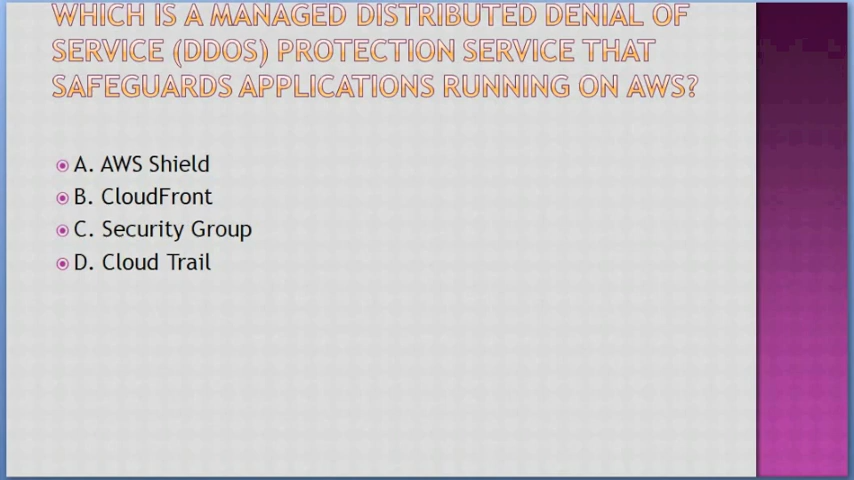 WHICH IS A MANAGED DISTRIBUTED DENIAL OF
SERVICE (DDOS) PROTECTION SERVICE THAT
SAFEGUARDS APPLICATIONS RUNNING ON AWS?
A. AWS Shield
B. CloudFront
C. Security Group
D. Cloud Trail